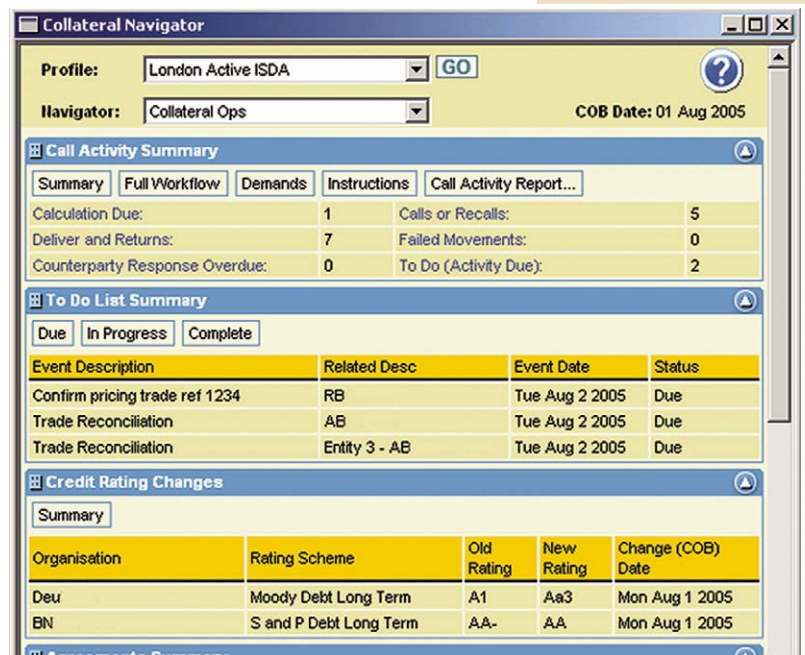 Collateral Navigator
Profile: London Active ISDA GO
Navigator: Collateral Ops COB Date: 01 Aug 2005
Call Activity Summary
Summary Full Workflow Demands Instructions Call Activity Report...
Calculation Due: 1 Calls or Recalls: 5
Deliver and Returns: 7 Failed Movements: 0
Counterparty Response Overdue: 0 To Do (Activity Due): 2
To Do List Summary
Due In Progress Complete
Event Description Related Desc Event Date Status
Confirm pricing trade ref 1234 RB Tue Aug 2 2005 Due
Trade Reconciliation AB Tue Aug 2 2005 Due
Trade Reconciliation Entity 3 - AB Tue Aug 2 2005 Due
Credit Rating Changes
Summary
Organisation Rating Scheme Old Rating New Rating Change (COB) Date
Deu Moody Debt Long Term A1 Aa3 Mon Aug 1 2005
BN S and P Debt Long Term AA- AA Mon Aug 1 2005
Agreements Summary